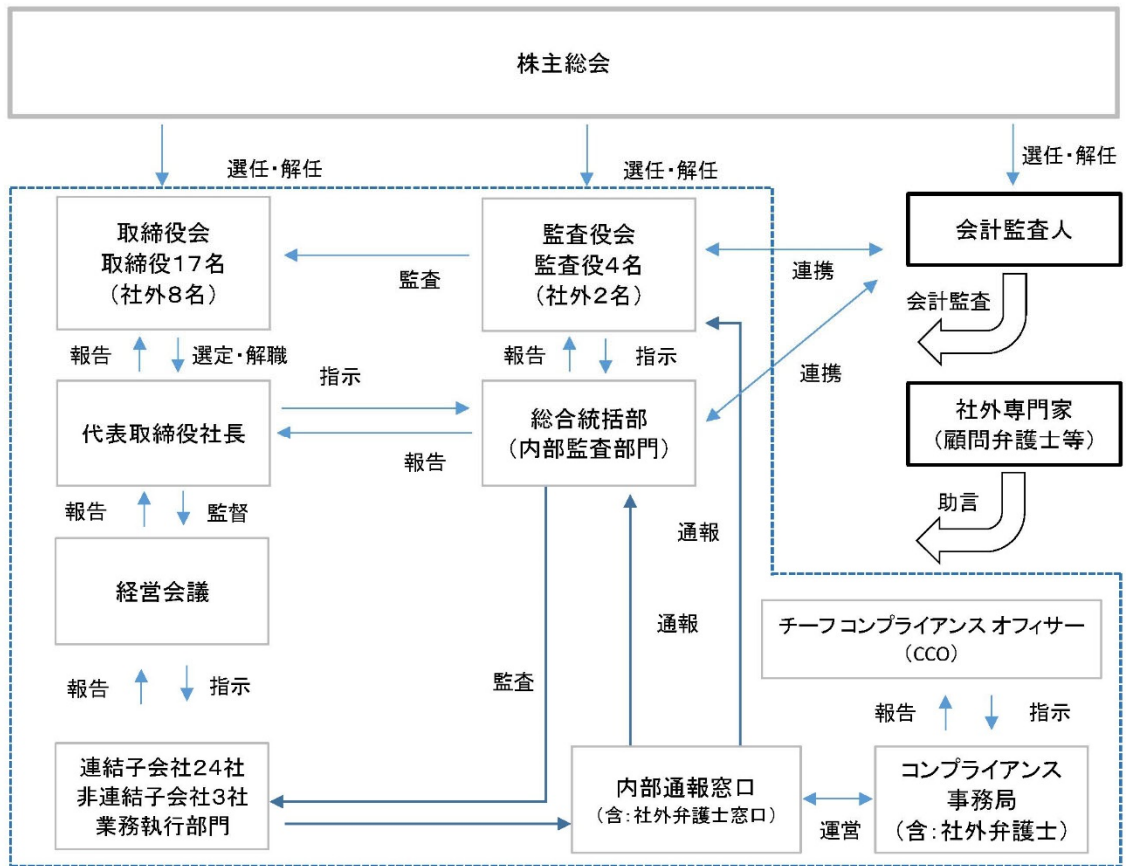 株主総会
選任・解任
選任・解任
選任・解任
取締役会
取締役17名
(社外8名)
監査
監査役会
監査役4名
(社外2名)
連携
会計監査人
会計監査
報告
選定・解職
報告
指示
連携
指示
代表取締役社長
報告
総合統括部
(内部監査部門)
社外専門家
(顧問弁護士等)
助言
報告
監督
通報
経営会議
通報
チーフ コンプライアンス オフィサー
(CCO)
報告
指示
監査
報告
指示
連結子会社24社
非連結子会社3社
業務執行部門
内部通報窓口
(含:社外弁護士窓口)
運営
コンプライアンス
事務局
(含:社外弁護士)